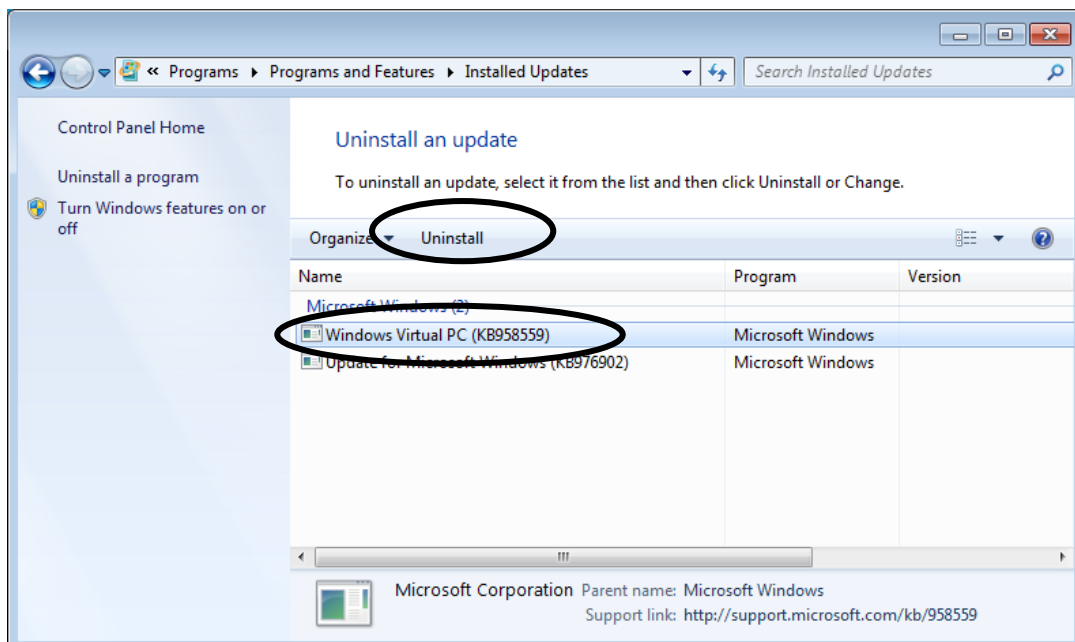 « Programs ▸ Programs and Features ▸ Installed Updates
Search Installed Updates
Control Panel Home
Uninstall a program
Turn Windows features on or
off
Uninstall an update
To uninstall an update, select it from the list and then click Uninstall or Change.
Organize Uninstall
Name Program Version
Microsoft Windows (2)
Windows Virtual PC (KB958559) Microsoft Windows
Update for Microsoft Windows (KB976902) Microsoft Windows
Microsoft Corporation Parent name: Microsoft Windows
Support link: http://support.microsoft.com/kb/958559